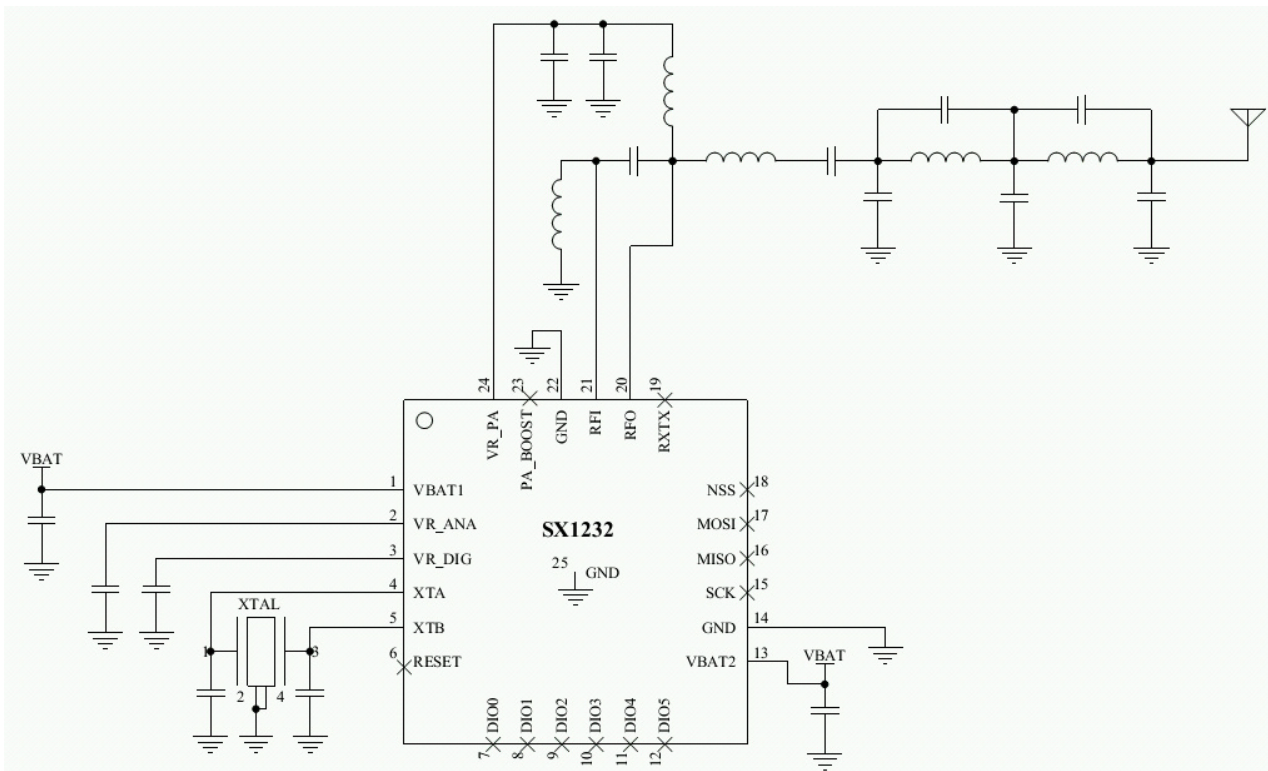 24
23
22
21
20
19
VR_PA
PA_BOOST
GND
RFI
RFO
RXTX
VBAT
1 VBAT1
2 VR_ANA
3 VR_DIG
4 XTA
5 XTB
6 RESET
SX1232
25 GND
NSS 18
MOSI 17
MISO 16
SCK 15
GND 14
VBAT2 13
VBAT
XTAL
1
3
2
4
DIO0
DIO1
DIO2
DIO3
DIO4
DIO5
7
8
9
10
11
12